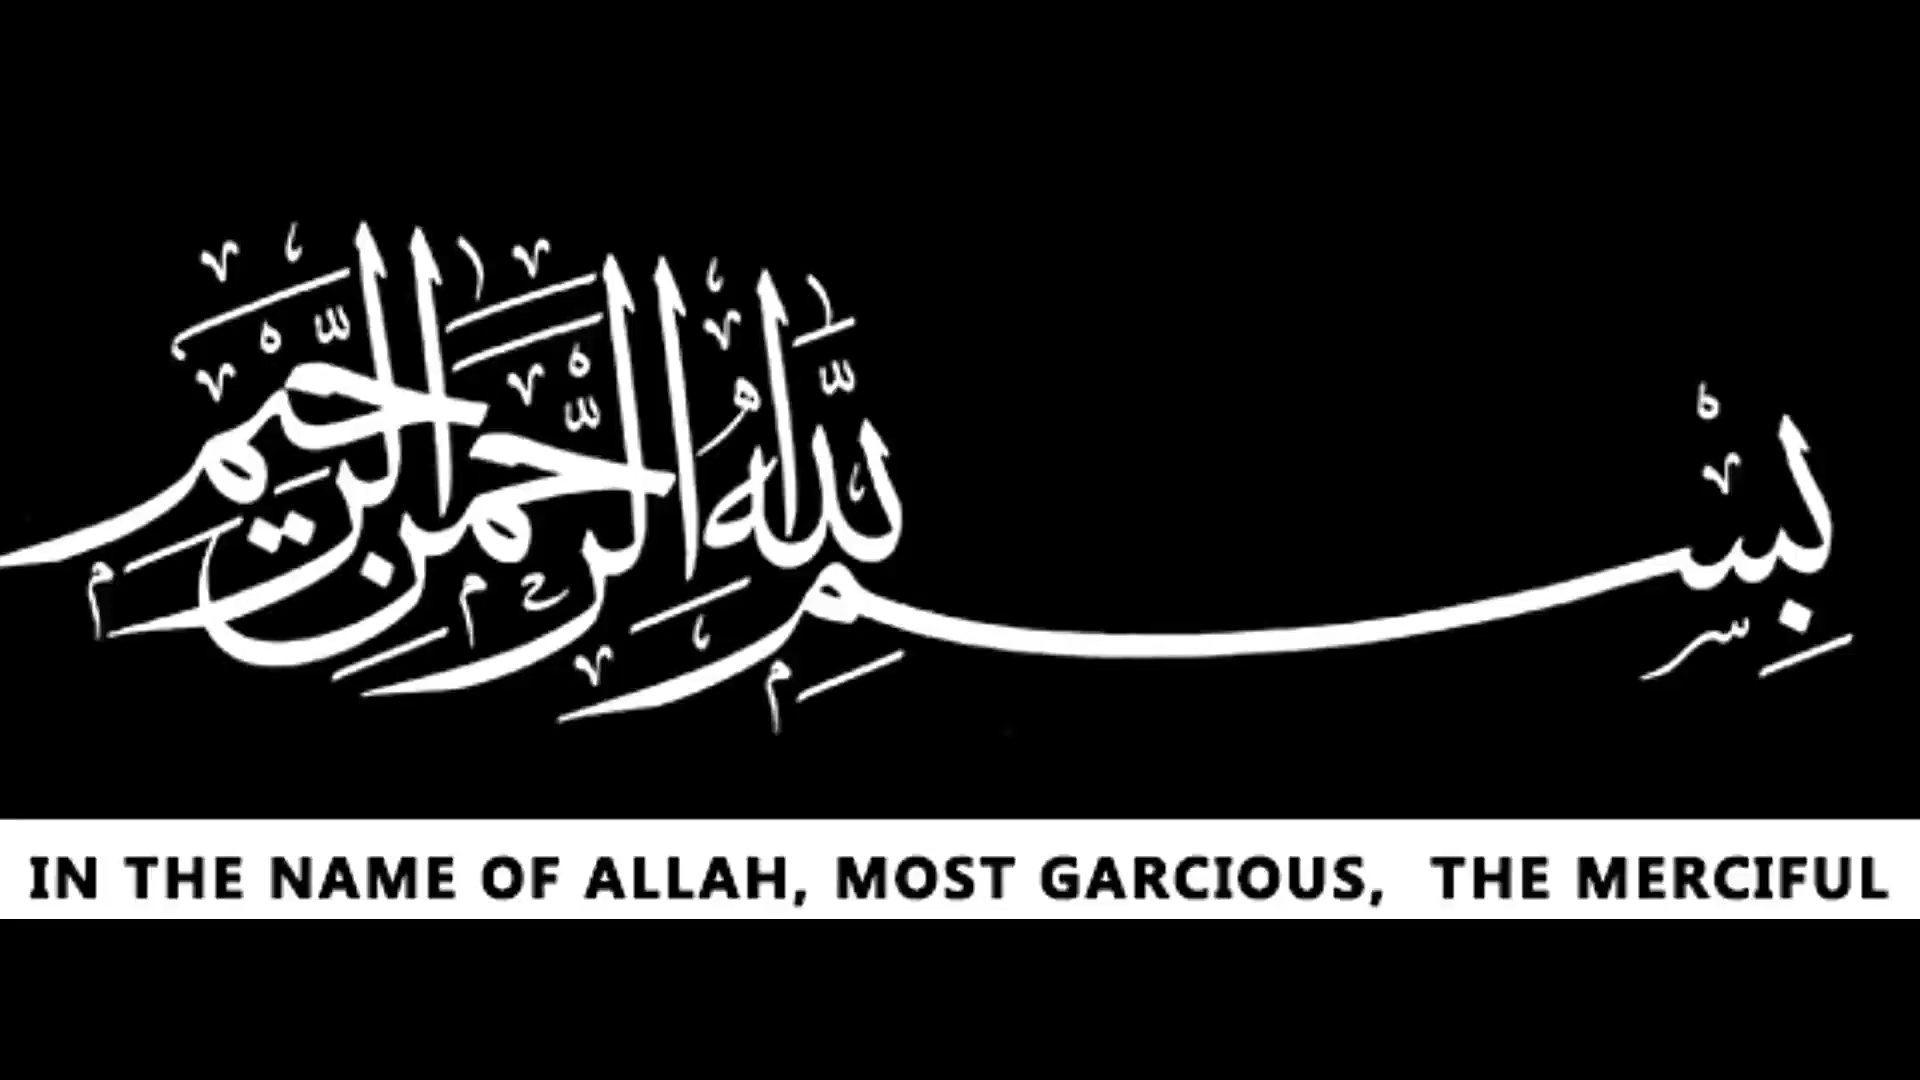 بِسْمِ اللَّهِ الرَّحْمَنِ الرَّحِيمِ
IN THE NAME OF ALLAH, MOST GARCIOUS, THE MERCIFUL